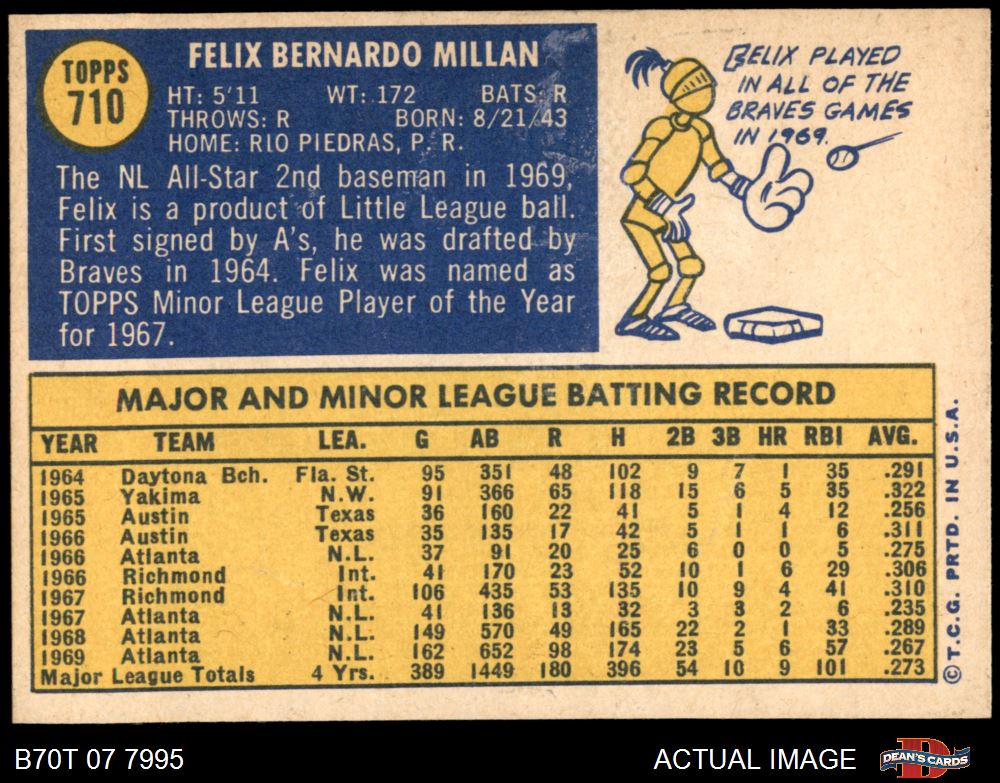 TOPPS
710
FELIX BERNARDO MILLAN
HT: 5'11 WT: 172 BATS: R
THROWS: R BORN: 8/21/43
HOME: RIO PIEDRAS, P. R.
The NL All-Star 2nd baseman in 1969,
Felix is a product of Little League ball.
First signed by A's, he was drafted by
Braves in 1964. Felix was named as
TOPPS Minor League Player of the Year
for 1967.
FELIX PLAYED
IN ALL OF THE
BRAVES GAMES
IN 1969.
MAJOR AND MINOR LEAGUE BATTING RECORD
YEAR TEAM LEA. G AB R H 2B 3B HR RBI AVG.
1964 Daytona Bch. Fla. St. 95 351 48 102 9 7 1 35 .291
1965 Yakima N.W. 91 366 65 118 15 6 5 35 .322
1965 Austin Texas 36 160 22 41 5 1 4 12 .256
1966 Austin Texas 35 135 17 42 5 1 1 6 .311
1966 Atlanta N.L. 37 91 20 25 6 0 0 5 .275
1966 Richmond Int. 41 170 23 52 10 1 6 29 .306
1967 Richmond Int. 106 435 53 135 10 9 4 41 .310
1967 Atlanta N.L. 41 136 13 32 3 3 2 6 .235
1968 Atlanta N.L. 149 570 49 165 22 2 1 33 .289
1969 Atlanta N.L. 162 652 98 174 23 5 6 57 .267
Major League Totals 4 Yrs. 389 1449 180 396 54 10 9 101 .273
© T.C.G. PRTD. IN U.S.A.
B70T 07 7995
ACTUAL IMAGE
D
DEAN'S CARDS